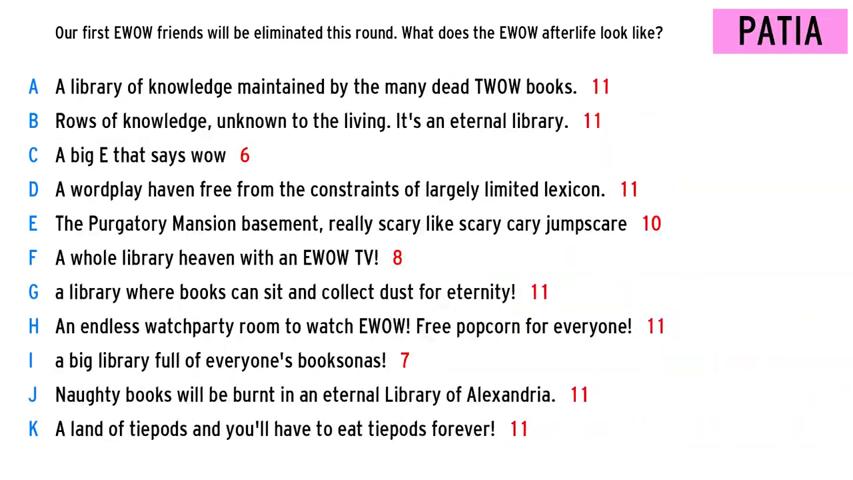 Our first EWOW friends will be eliminated this round. What does the EWOW afterlife look like?
PATIA
A A library of knowledge maintained by the many dead TWOW books. 11
B Rows of knowledge, unknown to the living. It's an eternal library. 11
C A big E that says wow 6
D A wordplay haven free from the constraints of largely limited lexicon. 11
E The Purgatory Mansion basement, really scary like scary cary jumpscare 10
F A whole library heaven with an EWOW TV! 8
G a library where books can sit and collect dust for eternity! 11
H An endless watchparty room to watch EWOW! Free popcorn for everyone! 11
I a big library full of everyone's booksonas! 7
J Naughty books will be burnt in an eternal Library of Alexandria. 11
K A land of tiepods and you'll have to eat tiepods forever! 11